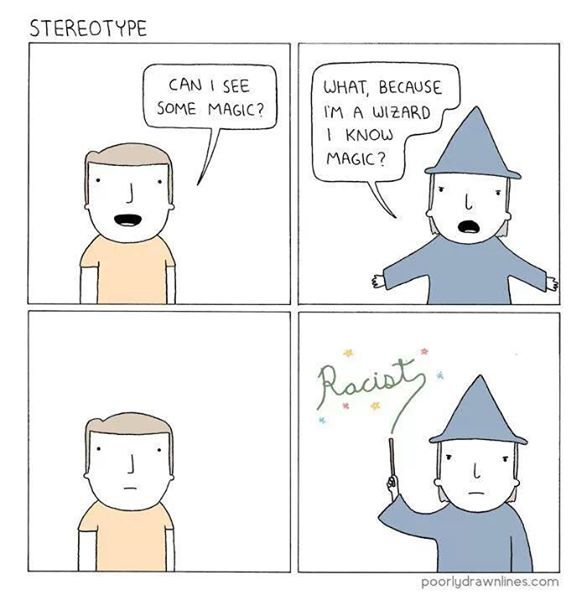 STEREOTYPE
CAN I SEE
SOME MAGIC?
WHAT, BECAUSE
I'M A WIZARD
I KNOW
MAGIC?
Racist
poorlydrawnlines.com